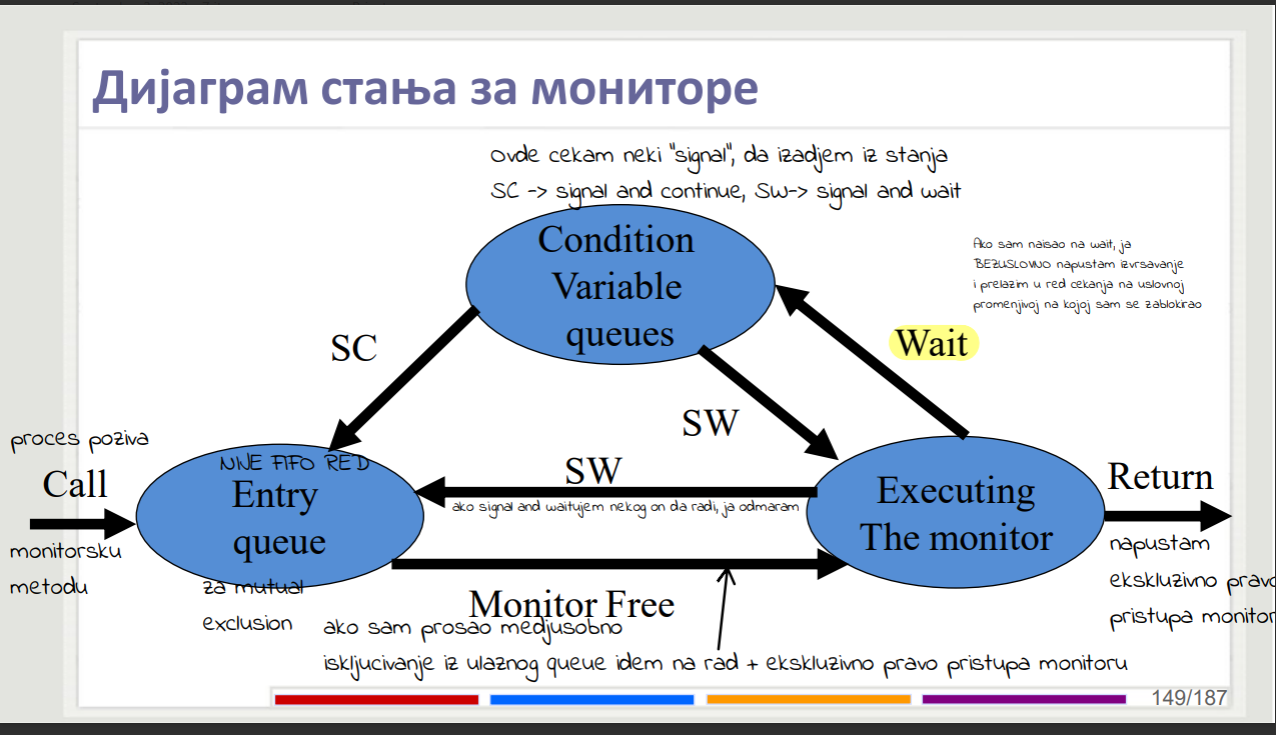 Дијаграм стања за мониторе
Ovde cekam neki "signal", da izadjem iz stanja
SC -> signal and continue, SW-> signal and wait
Condition
Variable
queues
Ako sam naisao na wait, ja
BEZUSLOVNO napustam izvrsavanje
i prelazim u red cekanja na uslovnoj
promenjivoj na kojoj sam se zablokirao
Wait
SC
SW
proces poziva
Call
monitorsku
metodu
NIJE FIFO RED
Entry
queue
za mutual
exclusion
SW
ako signal and waitujem nekog on da radi, ja odmaram
Executing
The monitor
Return
napustam
ekskluzivno pravo
pristupa monitor
Monitor Free
ako sam prosao medjusobno
iskljucivanje iz ulaznog queue idem na rad + ekskluzivno pravo pristupa monitoru
149/187